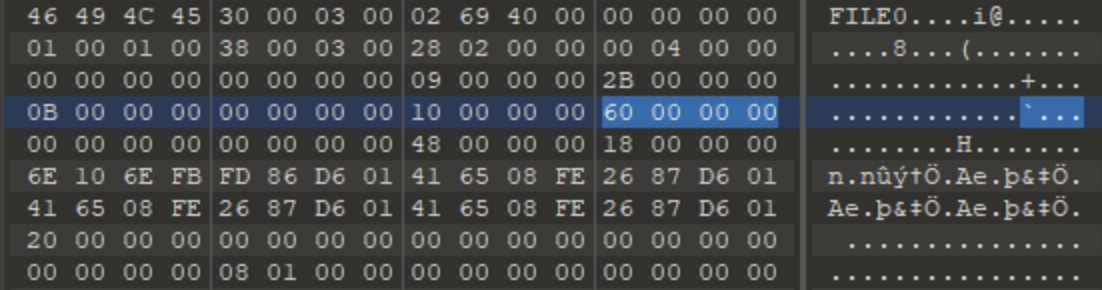 46 49 4C 45 30 00 03 00 02 69 40 00 00 00 00 00 FILE0....i@.....
01 00 01 00 38 00 03 00 28 02 00 00 00 04 00 00 ....8...(.......
00 00 00 00 00 00 00 00 09 00 00 00 2B 00 00 00 ............+...
0B 00 00 00 00 00 00 00 10 00 00 00 60 00 00 00 ............`...
00 00 00 00 00 00 00 00 48 00 00 00 18 00 00 00 ........H.......
6E 10 6E FB FD 86 D6 01 41 65 08 FE 26 87 D6 01 n.nûý†Ö.Ae.þ&‡Ö.
41 65 08 FE 26 87 D6 01 41 65 08 FE 26 87 D6 01 Ae.þ&‡Ö.Ae.þ&‡Ö.
20 00 00 00 00 00 00 00 00 00 00 00 00 00 00 00  ...............
00 00 00 00 08 01 00 00 00 00 00 00 00 00 00 00 ................